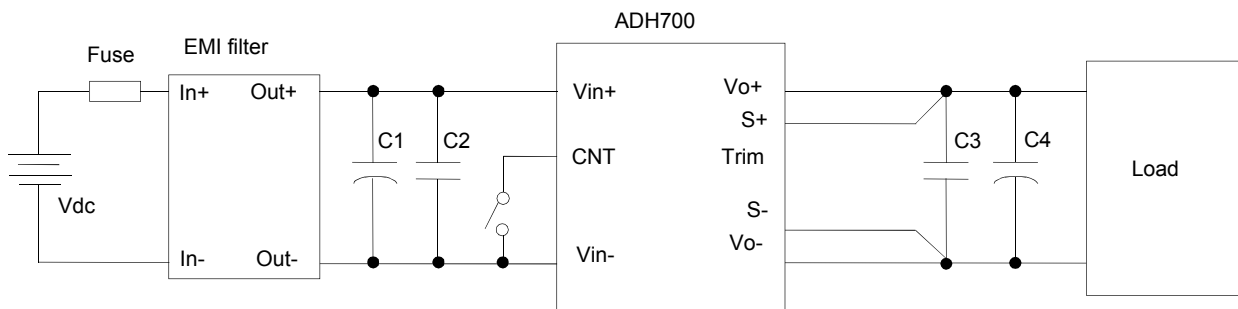 ADH700
Fuse
EMI filter
In+ Out+
Vin+
Vo+
S+
C1 C2
CNT
Trim
C3 C4
Load
Vdc
S-
In- Out-
Vin-
Vo-